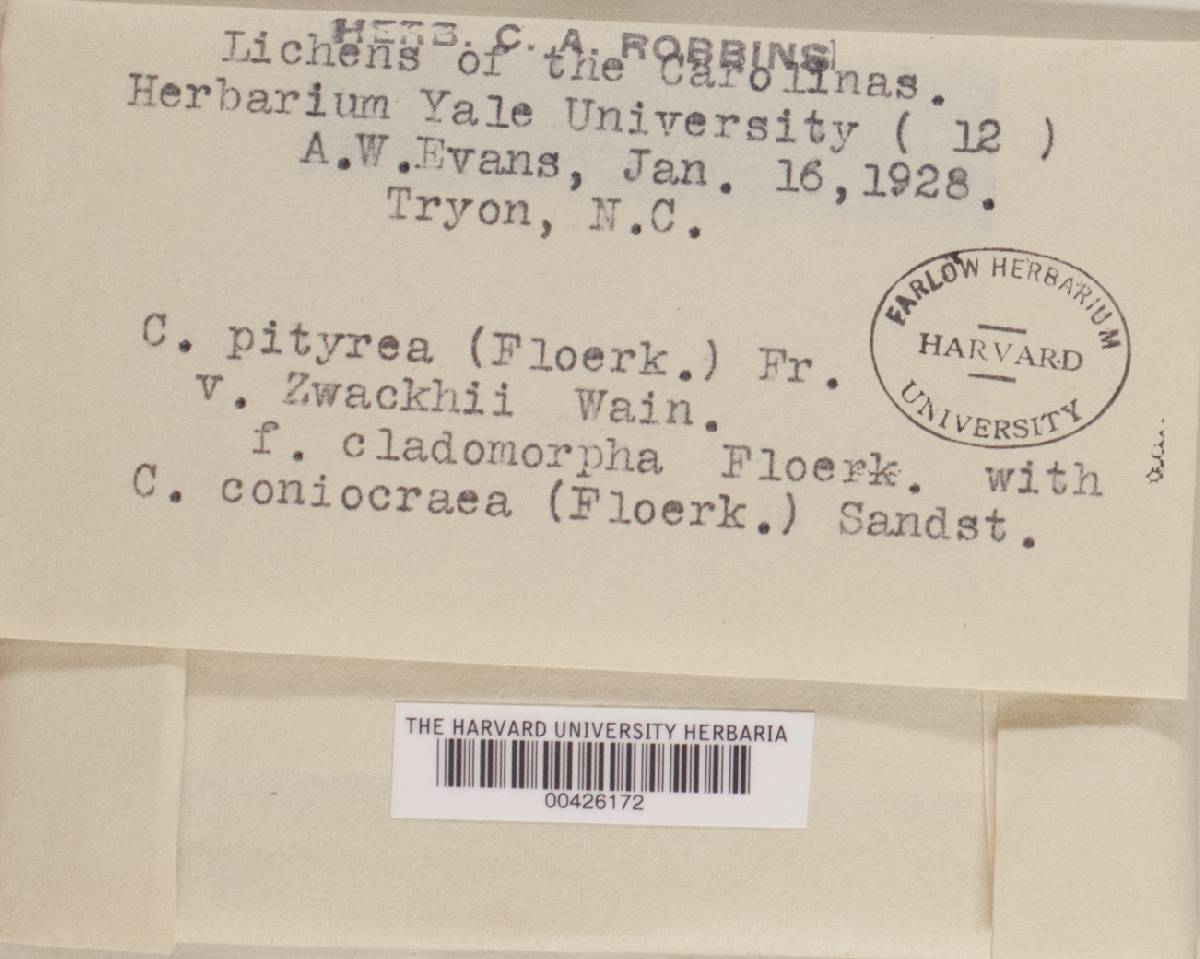 HERB. C. A. ROBBINS
Lichens of the Carolinas.
Herbarium Yale University ( 12 )
A.W.Evans, Jan. 16,1928.
Tryon, N.C.
FARLOW HERBARIUM
HARVARD
UNIVERSITY
C. pityrea (Floerk.) Fr.
v. Zwackhii Wain.
f. cladomorpha Floerk. with
C. coniocraea (Floerk.) Sandst.
THE HARVARD UNIVERSITY HERBARIA
00426172